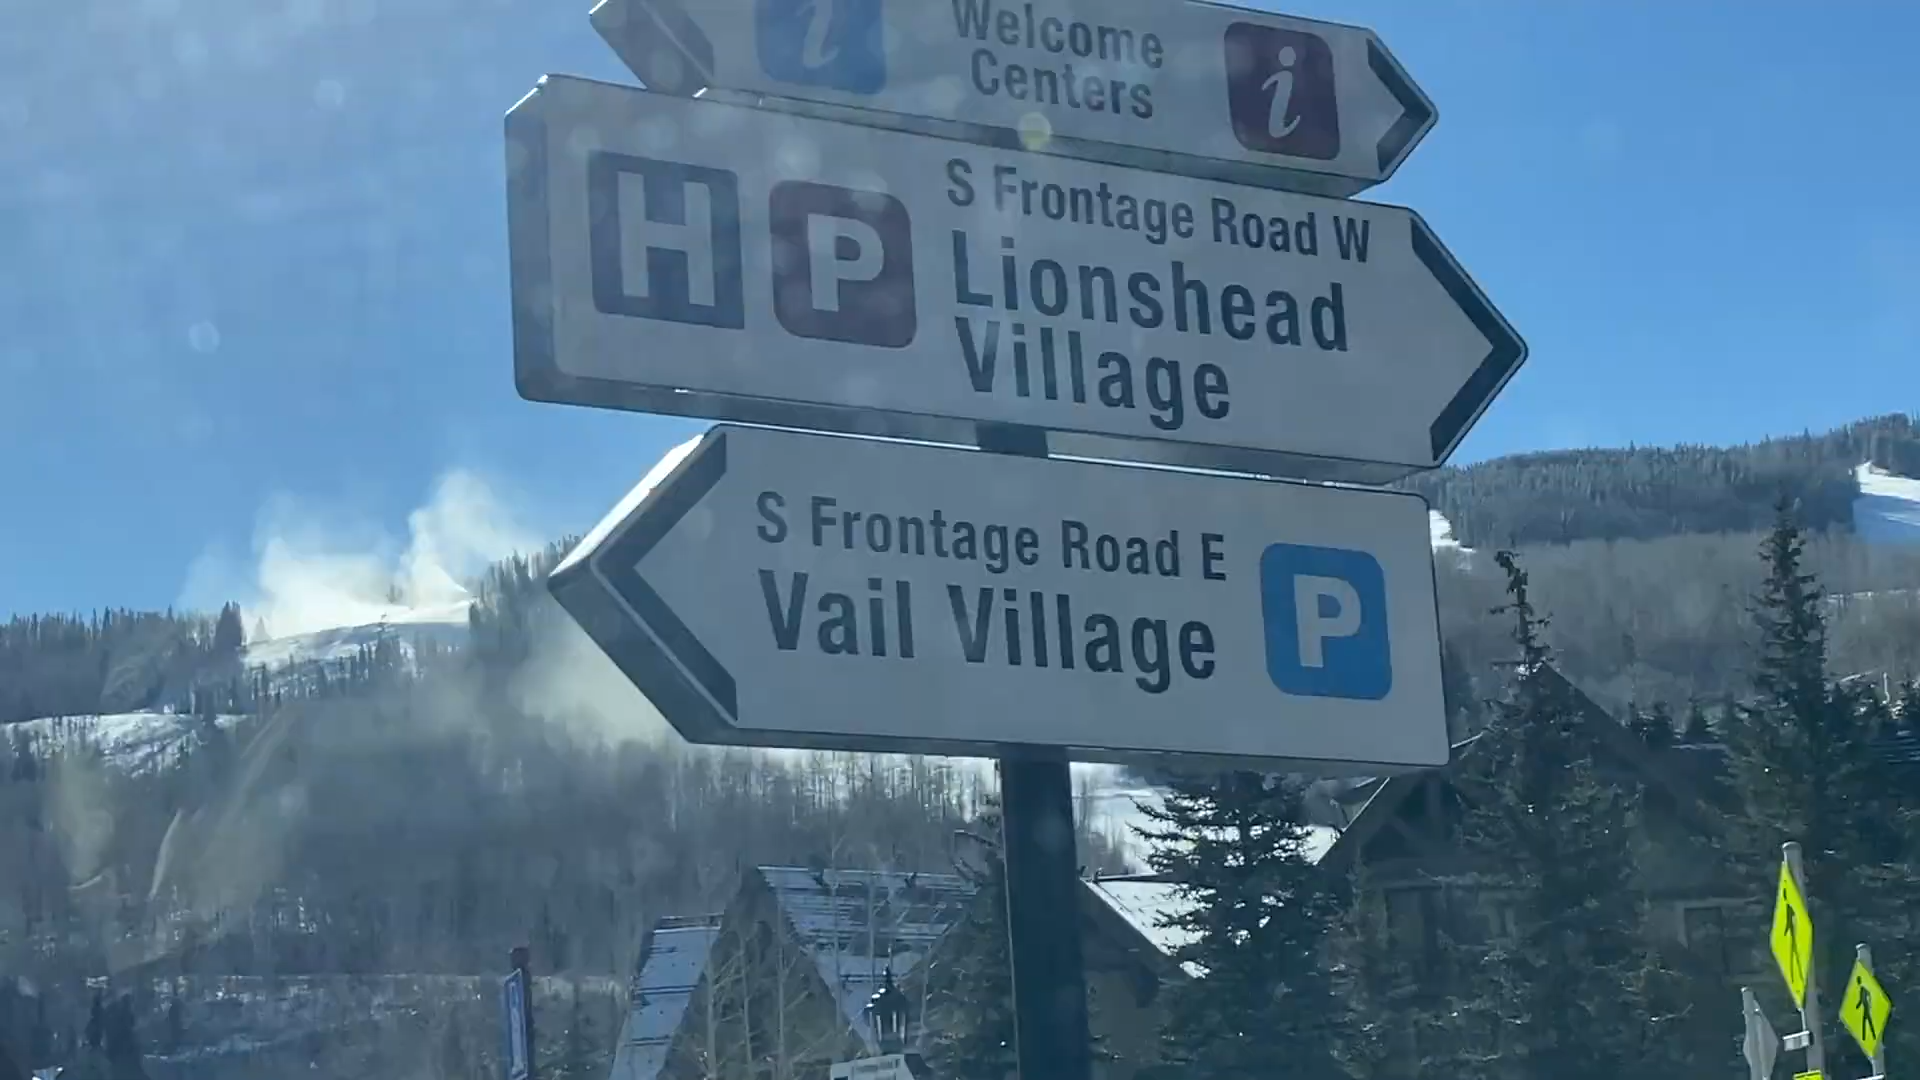 i Welcome i
Centers
H P S Frontage Road W
Lionshead
Village
S Frontage Road E
Vail Village P